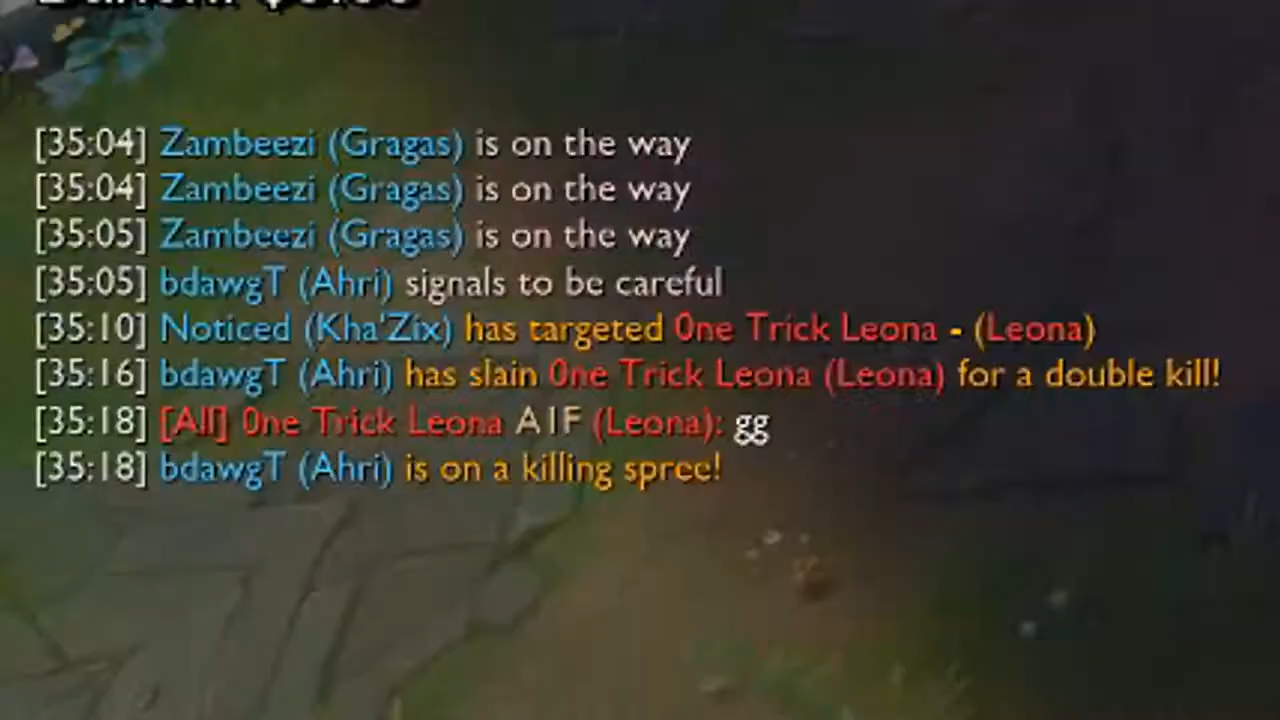 [35:04] Zambeezi (Gragas) is on the way
[35:04] Zambeezi (Gragas) is on the way
[35:05] Zambeezi (Gragas) is on the way
[35:05] bdawgT (Ahri) signals to be careful
[35:10] Noticed (Kha'Zix) has targeted 0ne Trick Leona - (Leona)
[35:16] bdawgT (Ahri) has slain 0ne Trick Leona (Leona) for a double kill!
[35:18] [All] 0ne Trick Leona A1F (Leona): gg
[35:18] bdawgT (Ahri) is on a killing spree!